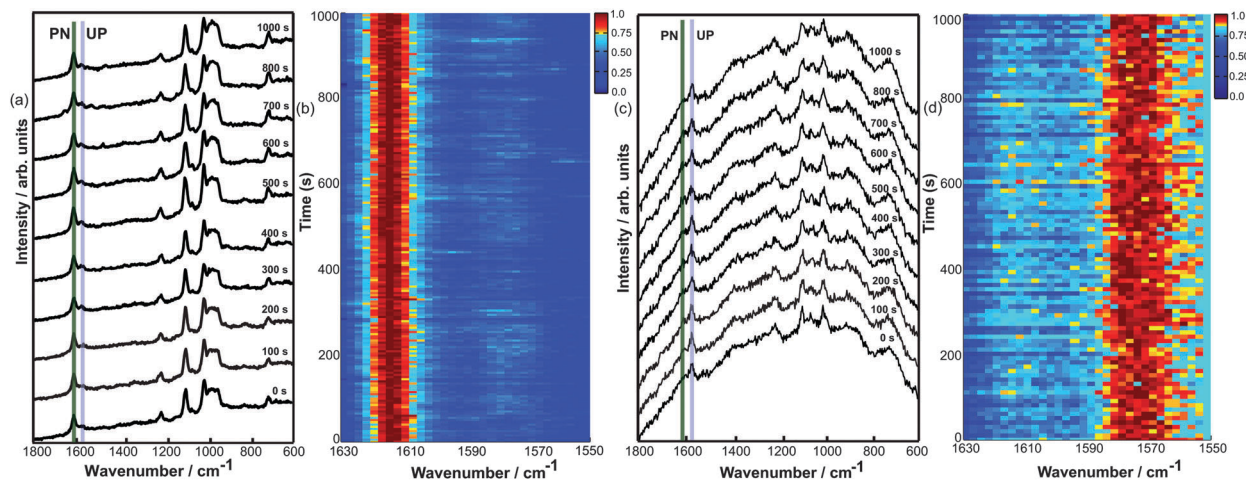 (a)
PN UP
1000 s
800 s
700 s
600 s
500 s
400 s
300 s
200 s
100 s
0 s
Intensity / arb. units
1800 1600 1400 1200 1000 800 600
Wavenumber / cm-1
(b)
1000
800
600
400
200
0
Time (s)
1630 1610 1590 1570 1550
Wavenumber / cm-1
1.0
0.75
0.50
0.25
0.0
(c)
PN UP
1000 s
800 s
700 s
600 s
500 s
400 s
300 s
200 s
100 s
0 s
Intensity / arb. units
1800 1600 1400 1200 1000 800 600
Wavenumber / cm-1
(d)
1000
800
600
400
200
0
Time (s)
1630 1610 1590 1570 1550
Wavenumber / cm-1
1.0
0.75
0.50
0.25
0.0